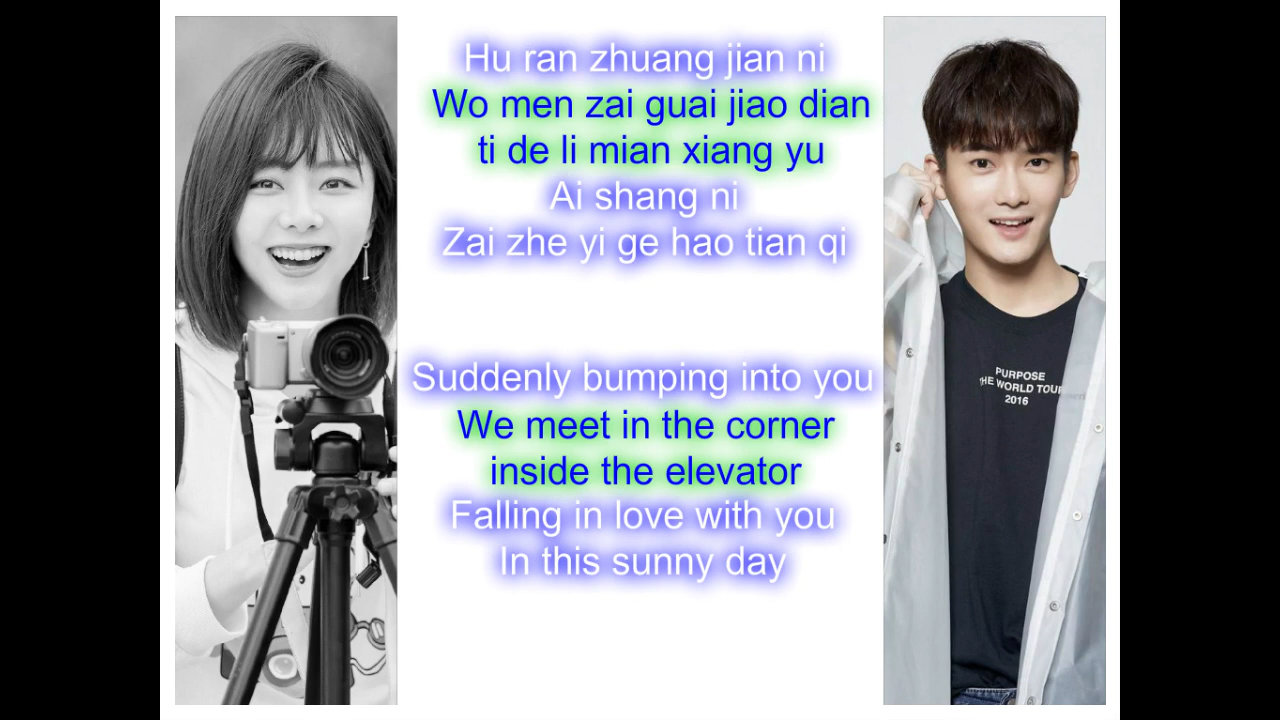 Hu ran zhuang jian ni
Wo men zai guai jiao dian
ti de li mian xiang yu
Ai shang ni
Zai zhe yi ge hao tian qi
Suddenly bumping into you
We meet in the corner
inside the elevator
Falling in love with you
In this sunny day
PURPOSE
THE WORLD TOUR
2016